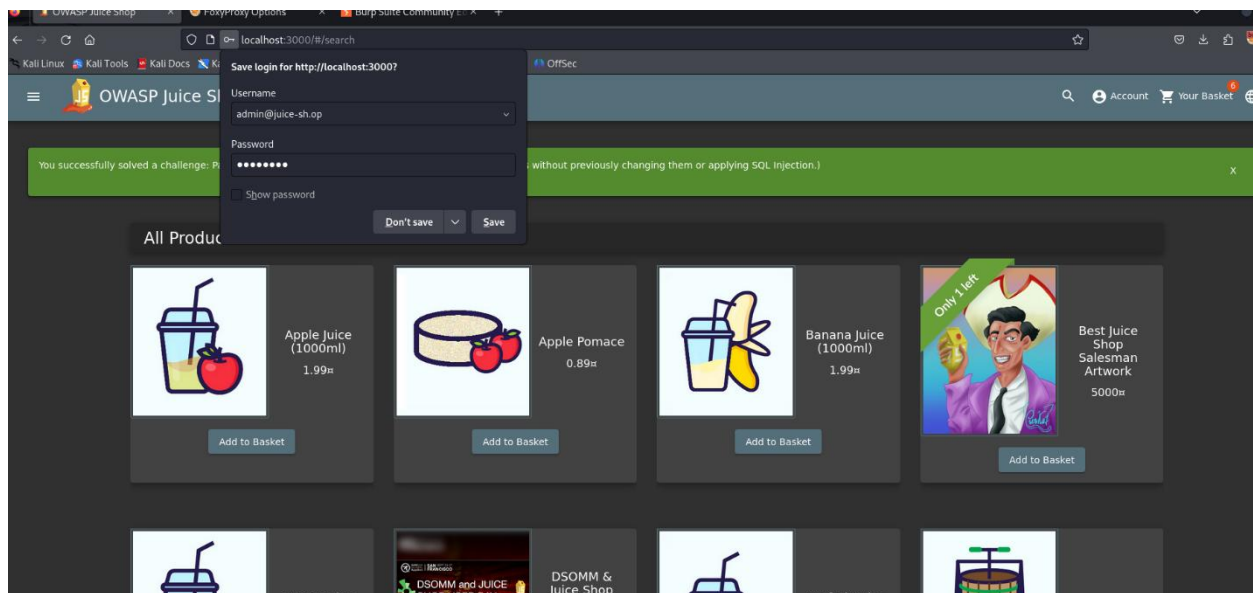 OWASP Juice Shop
FoxyProxy Options
Burp Suite Community Ed
localhost:3000/#/search
Kali Linux Kali Tools Kali Docs OffSec
Save login for http://localhost:3000?
Username
admin@juice-sh.op
Password
Show password
Don't save
Save
OWASP Juice
Account
Your Basket
6
You successfully solved a challenge:
without previously changing them or applying SQL Injection.)
X
All
Apple Juice
(1000ml)
1.99¤
Add to Basket
Apple Pomace
0.89¤
Add to Basket
Banana Juice
(1000ml)
1.99¤
Add to Basket
Only 1 left
Best Juice
Shop
Salesman
Artwork
5000¤
Add to Basket
DSOMM and JUICE
DSOMM &
Juice Shop